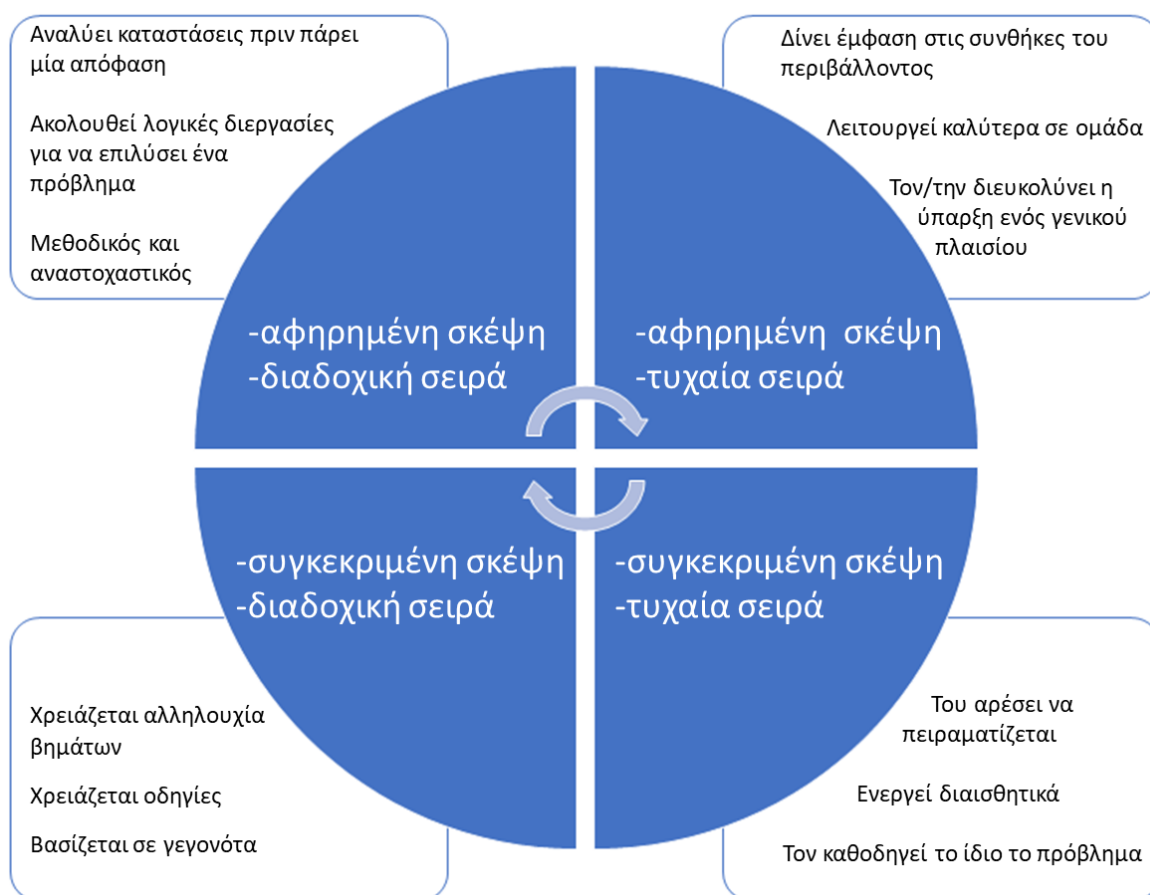 Αναλύει καταστάσεις πριν πάρει
μία απόφαση
Ακολουθεί λογικές διεργασίες
για να επιλύσει ένα
πρόβλημα
Μεθοδικός και
αναστοχαστικός
Δίνει έμφαση στις συνθήκες του
περιβάλλοντος
Λειτουργεί καλύτερα σε ομάδα
Τον/την διευκολύνει η
ύπαρξη ενός γενικού
πλαισίου
-αφηρημένη σκέψη
-διαδοχική σειρά
-αφηρημένη σκέψη
-τυχαία σειρά
-συγκεκριμένη σκέψη
-διαδοχική σειρά
-συγκεκριμένη σκέψη
-τυχαία σειρά
Χρειάζεται αλληλουχία
βημάτων
Χρειάζεται οδηγίες
Βασίζεται σε γεγονότα
Του αρέσει να
πειραματίζεται
Ενεργεί διαισθητικά
Τον καθοδηγεί το ίδιο το πρόβλημα